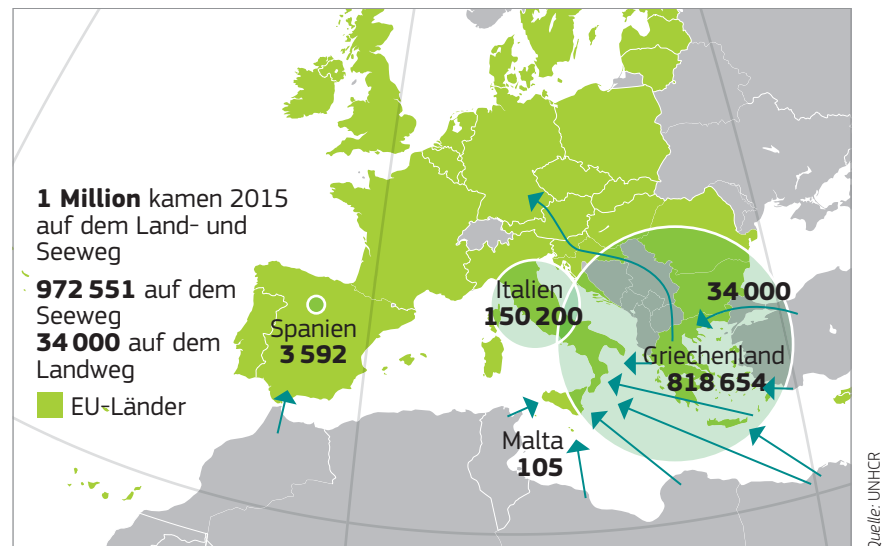 1 Million kamen 2015
auf dem Land- und
Seeweg
972 551 auf dem
Seeweg
34 000 auf dem
Landweg
EU-Länder
Spanien
3 592
Italien
150 200
34 000
Griechenland
818 654
Malta
105
Quelle: UNHCR